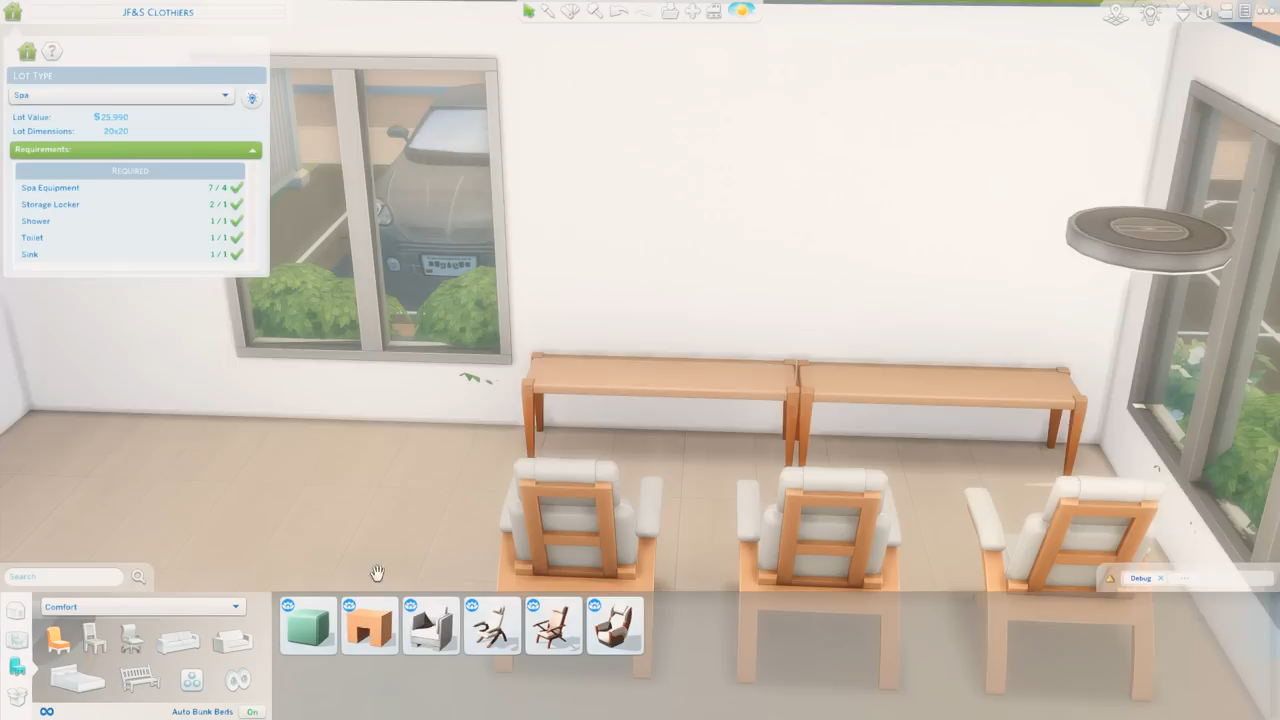 JF&S CLOTHIERS
LOT TYPE
Spa
Lot Value: $25,990
Lot Dimensions: 20x20
Requirements:
REQUIRED
Spa Equipment 7 / 4
Storage Locker 2 / 1
Shower 1 / 1
Toilet 1 / 1
Sink 1 / 1
Search
Debug
Comfort
Auto Bunk Beds On